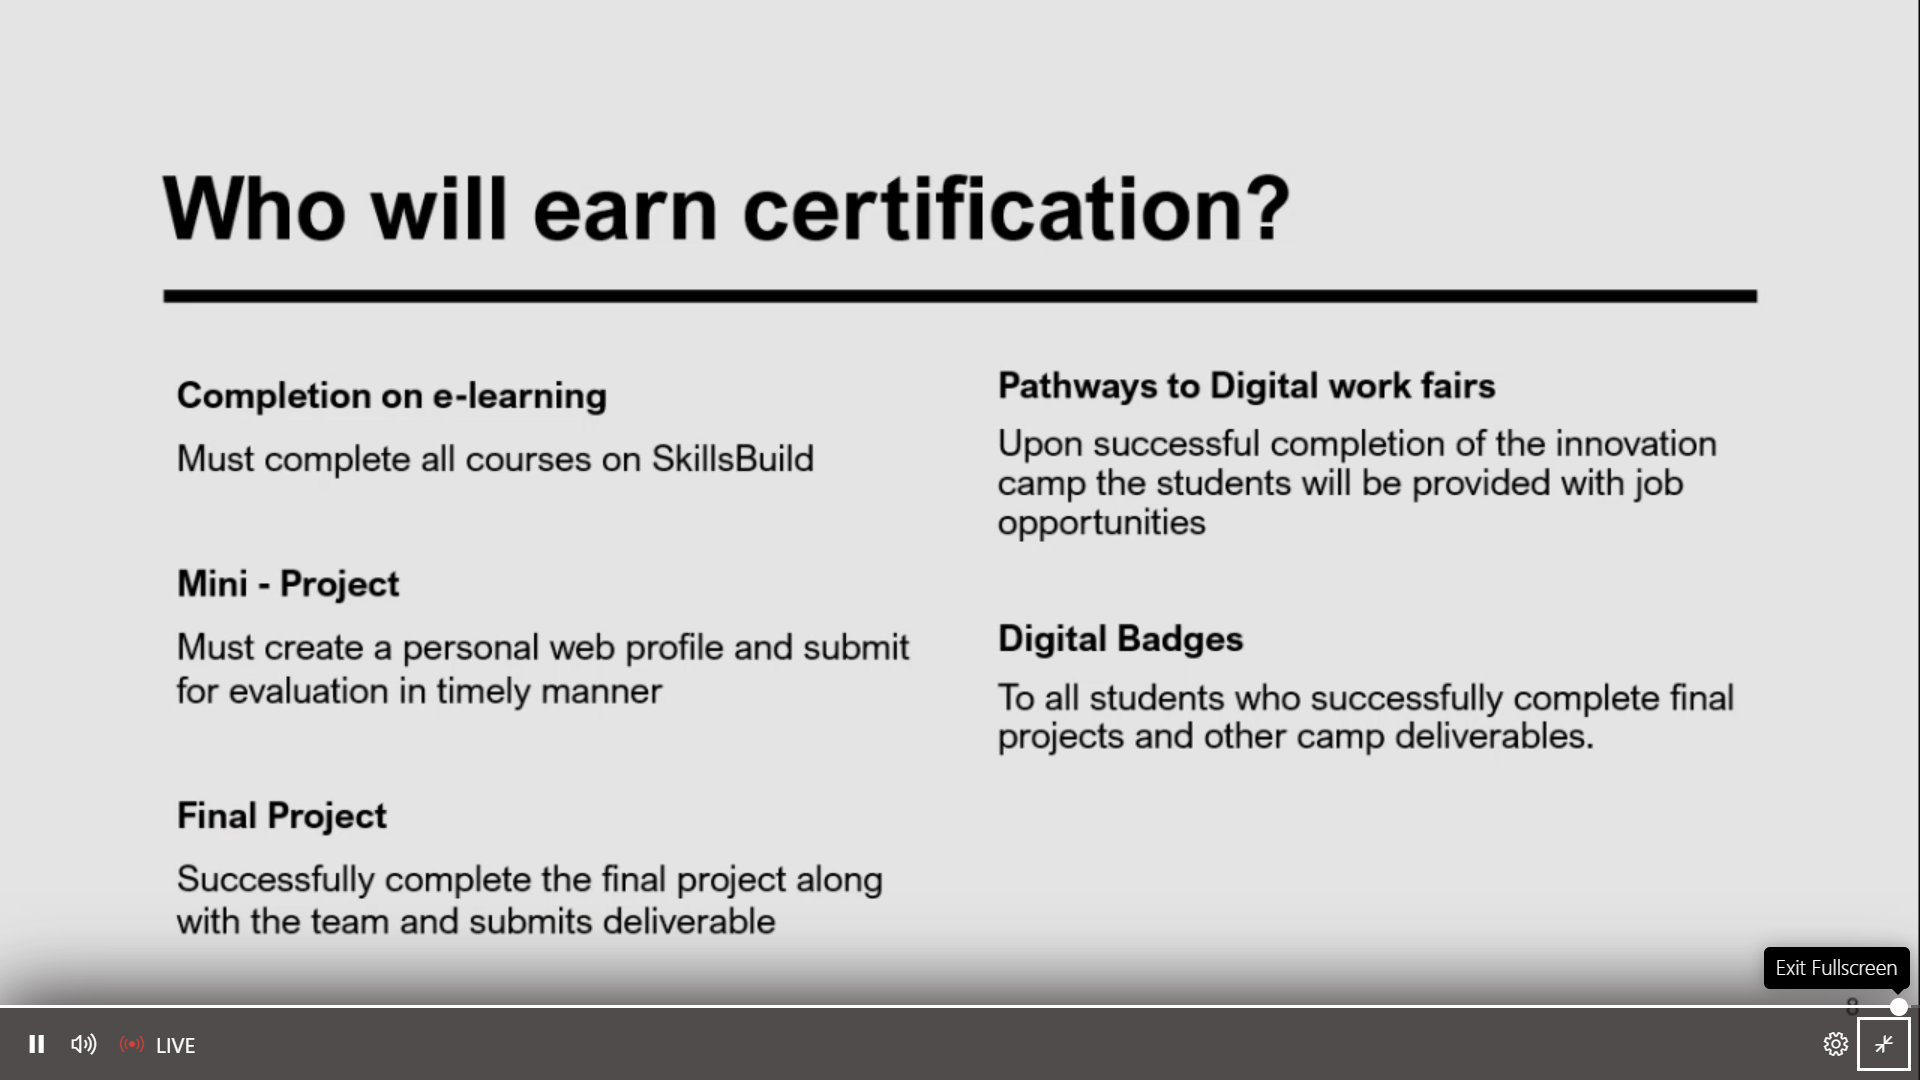 Who will earn certification?
Completion on e-learning
Must complete all courses on SkillsBuild
Mini - Project
Must create a personal web profile and submit
for evaluation in timely manner
Final Project
Successfully complete the final project along
with the team and submits deliverable
Pathways to Digital work fairs
Upon successful completion of the innovation
camp the students will be provided with job
opportunities
Digital Badges
To all students who successfully complete final
projects and other camp deliverables.
Exit Fullscreen
8
LIVE